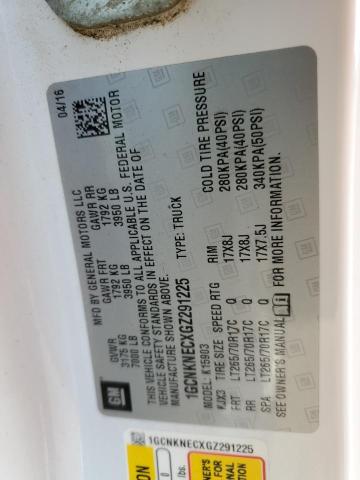 04/16
MFD BY GENERAL MOTORS LLC
GVWR GAWR FRT GAWR RR
3175 KG 1792 KG 1792 KG
7000 LB 3950 LB 3950 LB
THIS VEHICLE CONFORMS TO ALL APPLICABLE U.S. FEDERAL MOTOR
VEHICLE SAFETY STANDARDS IN EFFECT ON THE DATE OF
MANUFACTURE SHOWN ABOVE.
1GCNKNECXGZ291225 TYPE: TRUCK
GM
MODEL: K15903
#JX3 TIRE SIZE SPEED RTG RIM COLD TIRE PRESSURE
FRT LT265/70R17C Q 17X8J 280KPA(40PSI)
RR LT265/70R17C Q 17X8J 280KPA(40PSI)
SPA LT265/70R17C Q 17X7.5J 340KPA(50PSI)
SEE OWNER'S MANUAL i FOR MORE INFORMATION.
1GCNKNECXGZ291225
lbs.